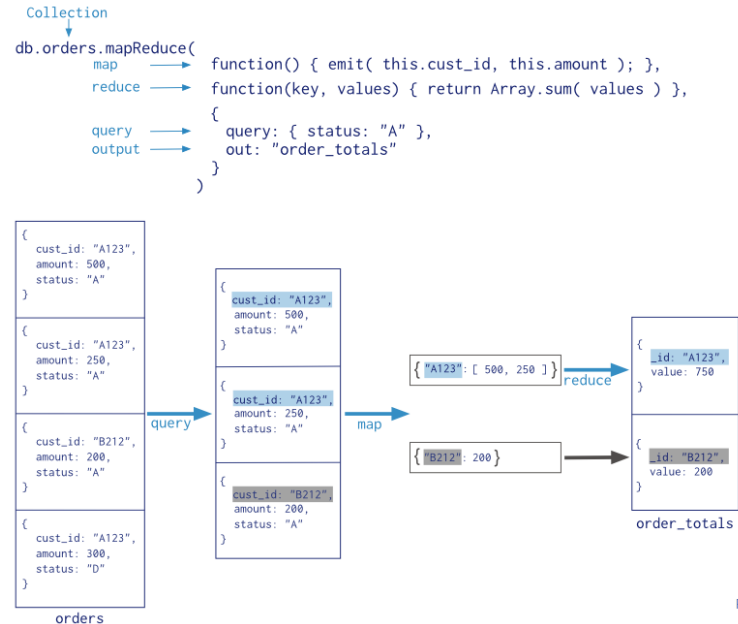 Collection
db.orders.mapReduce(
map function() { emit( this.cust_id, this.amount ); },
reduce function(key, values) { return Array.sum( values ) },
{
query query: { status: "A" },
output out: "order_totals"
}
)
{
cust_id: "A123",
amount: 500,
status: "A"
}
{
cust_id: "A123",
amount: 250,
status: "A"
}
{
cust_id: "B212",
amount: 200,
status: "A"
}
{
cust_id: "A123",
amount: 300,
status: "D"
}
orders
query
{
cust_id: "A123",
amount: 500,
status: "A"
}
{
cust_id: "A123",
amount: 250,
status: "A"
}
{
cust_id: "B212",
amount: 200,
status: "A"
}
map
{ "A123": [ 500, 250 ] }
{ "B212": 200 }
reduce
{
_id: "A123",
value: 750
}
{
_id: "B212",
value: 200
}
order_totals